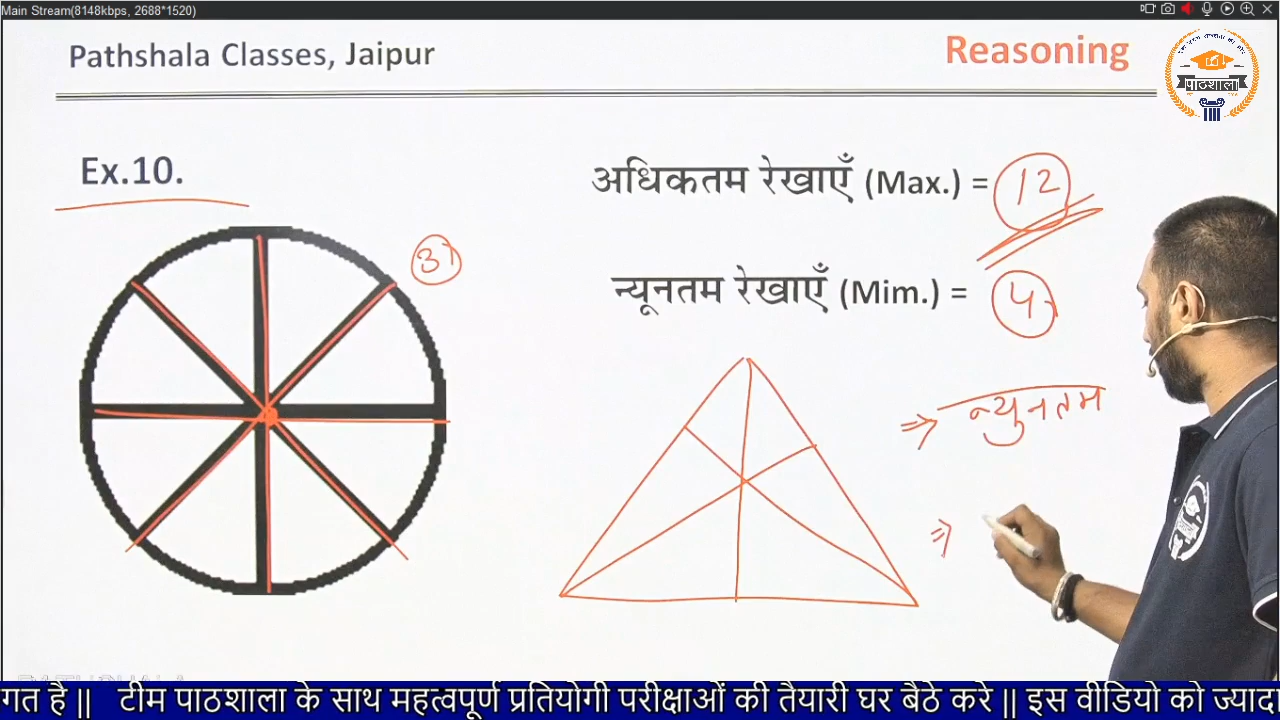 Main Stream(8148kbps, 2688*1520)
Pathshala Classes, Jaipur
Reasoning
पाठशाला
Ex.10.
अधिकतम रेखाएँ (Max.) = 12
न्यूनतम रेखाएँ (Mim.) = 4
⇒ न्युनतम
⇒
गत है || टीम पाठशाला के साथ महत्वपूर्ण प्रतियोगी परीक्षाओं की तैयारी घर बैठे करे || इस वीडियो को ज्यादा